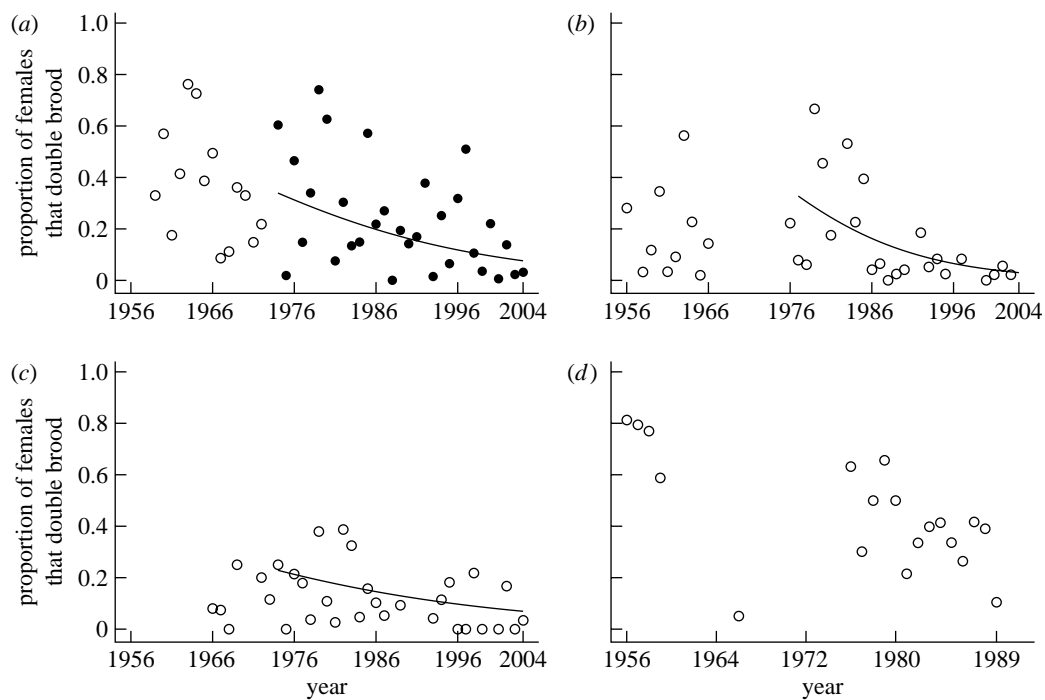 (a)
1.0
0.8
0.6
0.4
0.2
0
proportion of females
that double brood
1956 1966 1976 1986 1996 2004
(b)
1956 1966 1976 1986 1996 2004
(c)
1.0
0.8
0.6
0.4
0.2
0
proportion of females
that double brood
1956 1966 1976 1986 1996 2004
year
(d)
1956 1964 1972 1980 1989
year